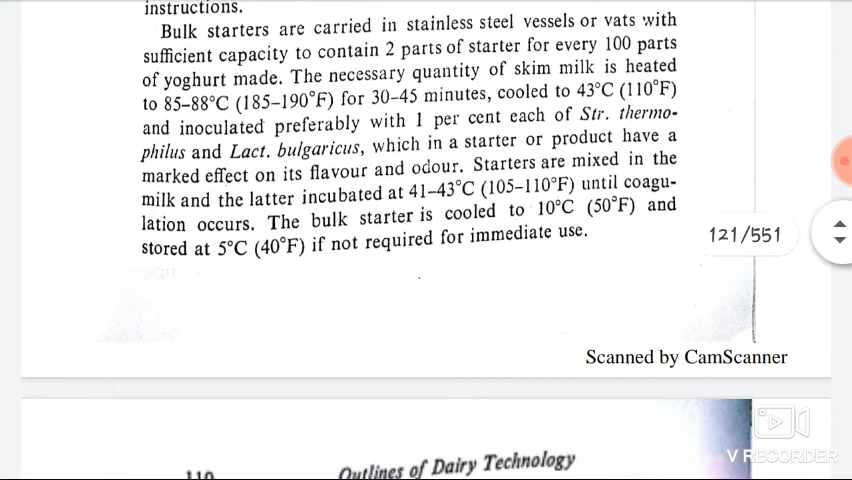 instructions.
Bulk starters are carried in stainless steel vessels or vats with
sufficient capacity to contain 2 parts of starter for every 100 parts
of yoghurt made. The necessary quantity of skim milk is heated
to 85–88°C (185–190°F) for 30–45 minutes, cooled to 43°C (110°F)
and inoculated preferably with 1 per cent each of Str. thermo-
philus and Lact. bulgaricus, which in a starter or product have a
marked effect on its flavour and odour. Starters are mixed in the
milk and the latter incubated at 41–43°C (105–110°F) until coagu-
lation occurs. The bulk starter is cooled to 10°C (50°F) and
stored at 5°C (40°F) if not required for immediate use.
121/551
Scanned by CamScanner
110 Outlines of Dairy Technology
V RECORDER